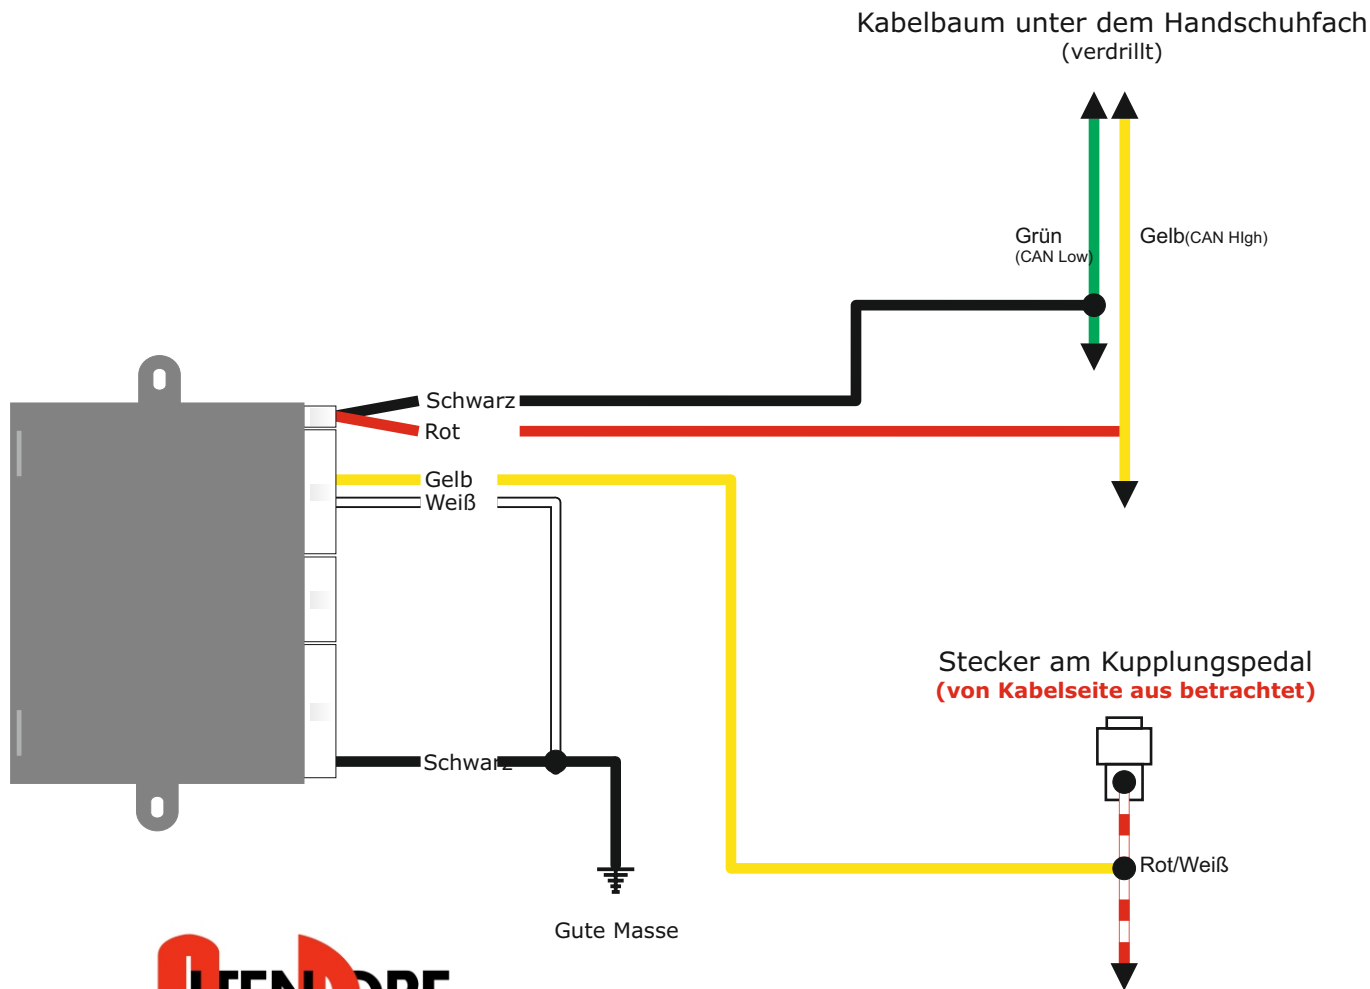 Kabelbaum unter dem Handschuhfach
(verdrillt)
Grün
(CAN Low)
Gelb(CAN HIgh)
Schwarz
Rot
Gelb
Weiß
Stecker am Kupplungspedal
(von Kabelseite aus betrachtet)
Schwarz
Rot/Weiß
Gute Masse